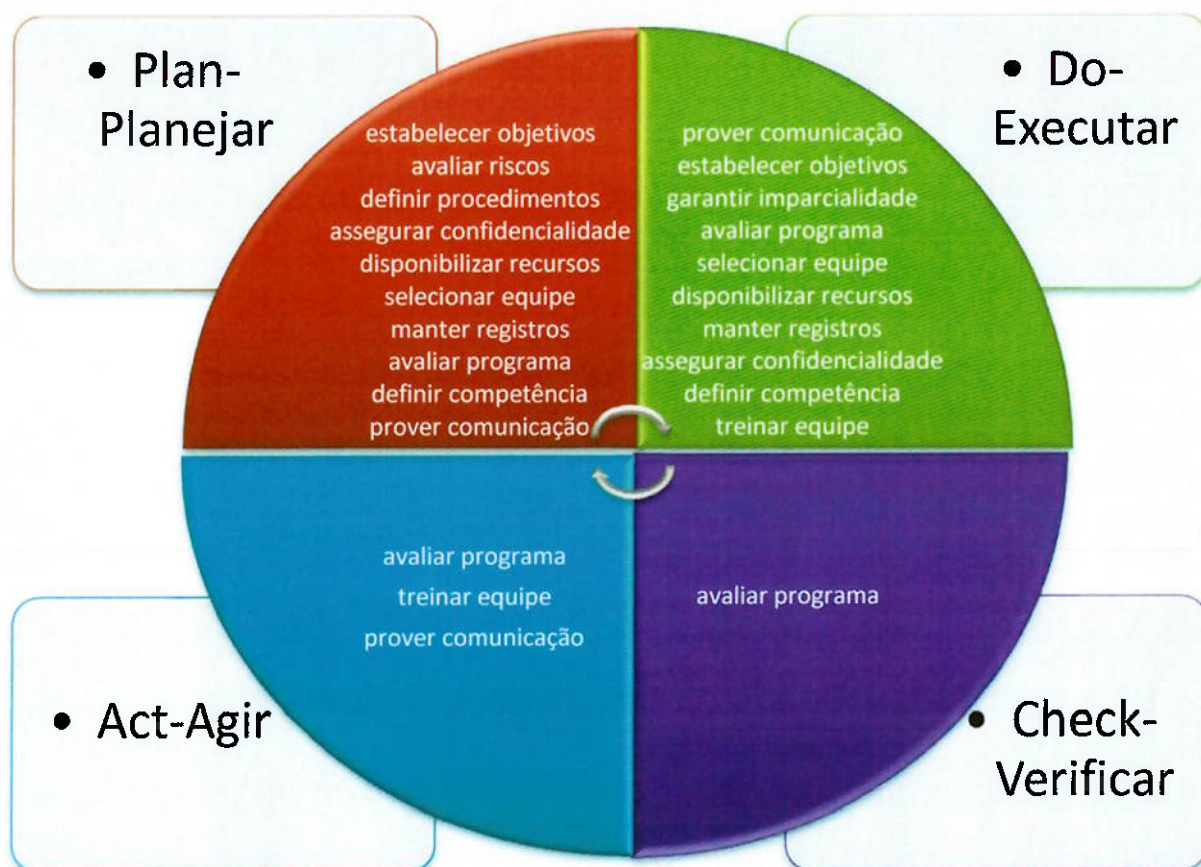 • Plan-
Planejar
estabelecer objetivos
avaliar riscos
definir procedimentos
assegurar confidencialidade
disponibilizar recursos
selecionar equipe
manter registros
avaliar programa
definir competência
prover comunicação
• Do-
Executar
prover comunicação
estabelecer objetivos
garantir imparcialidade
avaliar programa
selecionar equipe
disponibilizar recursos
manter registros
assegurar confidencialidade
definir competência
treinar equipe
• Act-Agir
avaliar programa
treinar equipe
prover comunicação
avaliar programa
• Check-
Verificar